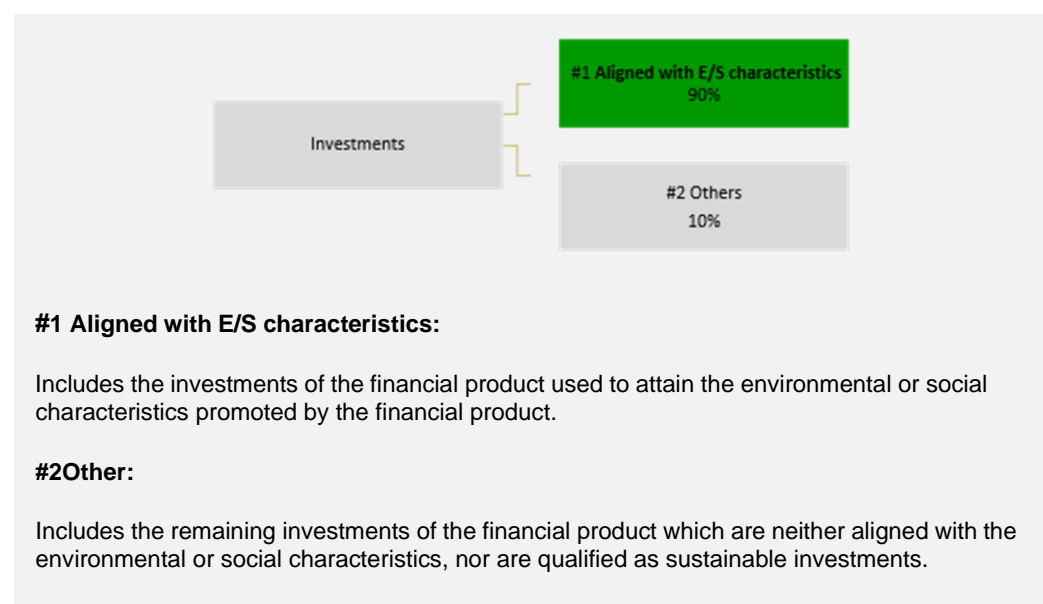 #1 Aligned with E/S characteristics
90%
Investments
#2 Others
10%
#1 Aligned with E/S characteristics:
Includes the investments of the financial product used to attain the environmental or social
characteristics promoted by the financial product.
#2Other:
Includes the remaining investments of the financial product which are neither aligned with the
environmental or social characteristics, nor are qualified as sustainable investments.